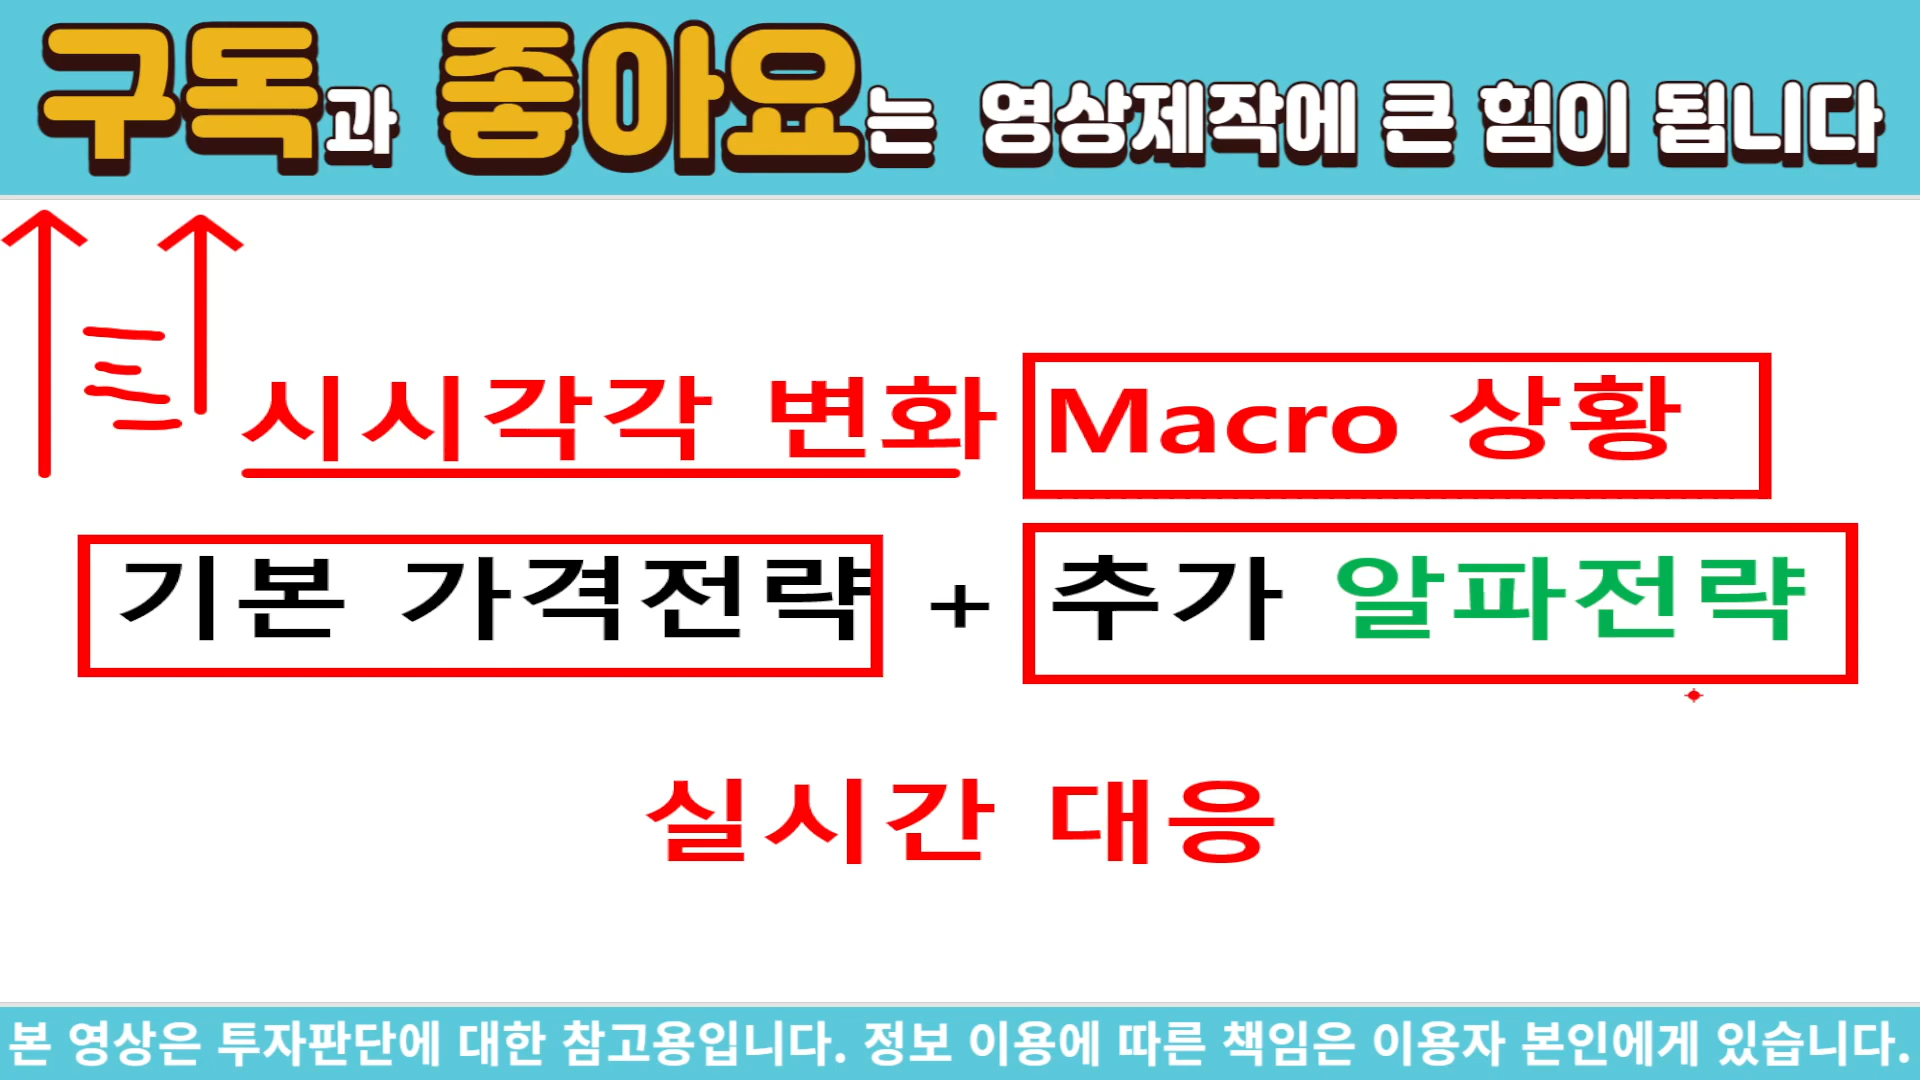 구독과 좋아요는 영상제작에 큰 힘이 됩니다
시시각각 변화 Macro 상황
기본 가격전략 + 추가 알파전략
실시간 대응
본 영상은 투자판단에 대한 참고용입니다. 정보 이용에 따른 책임은 이용자 본인에게 있습니다.